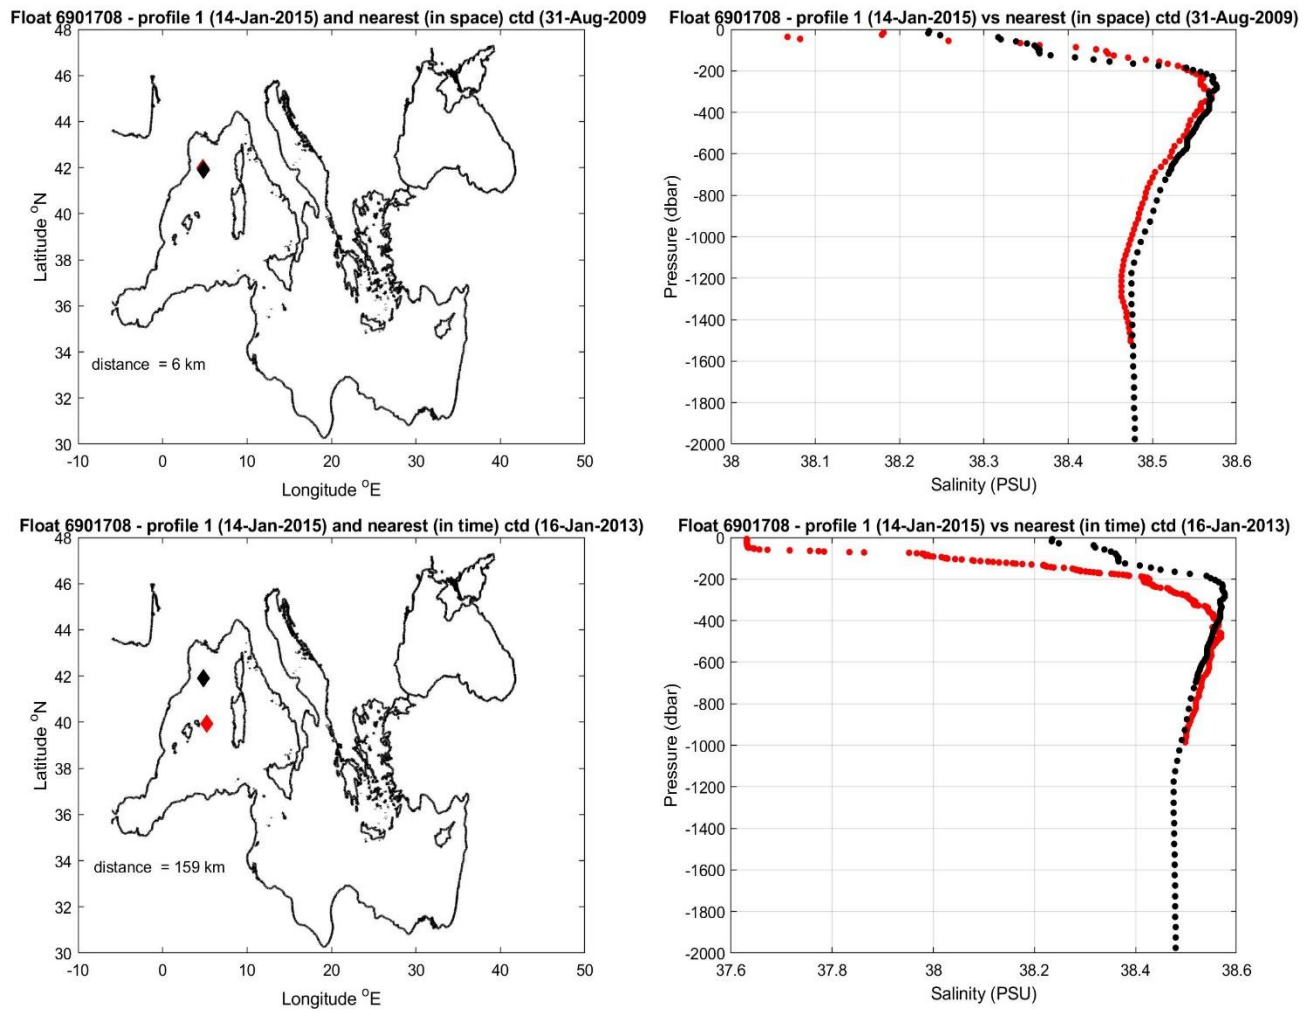 Float 6901708 - profile 1 (14-Jan-2015) and nearest (in space) ctd (31-Aug-2009
48
46
44
42
40
38
36
34
32
30
Latitude °N
distance = 6 km
-10 0 10 20 30 40 50
Longitude °E
Float 6901708 - profile 1 (14-Jan-2015) vs nearest (in space) ctd (31-Aug-2009)
0
-200
-400
-600
-800
-1000
-1200
-1400
-1600
-1800
-2000
Pressure (dbar)
38 38.1 38.2 38.3 38.4 38.5 38.6
Salinity (PSU)
Float 6901708 - profile 1 (14-Jan-2015) and nearest (in time) ctd (16-Jan-2013)
48
46
44
42
40
38
36
34
32
30
Latitude °N
distance = 159 km
-10 0 10 20 30 40 50
Longitude °E
Float 6901708 - profile 1 (14-Jan-2015) vs nearest (in time) ctd (16-Jan-2013)
0
-200
-400
-600
-800
-1000
-1200
-1400
-1600
-1800
-2000
Pressure (dbar)
37.6 37.8 38 38.2 38.4 38.6
Salinity (PSU)